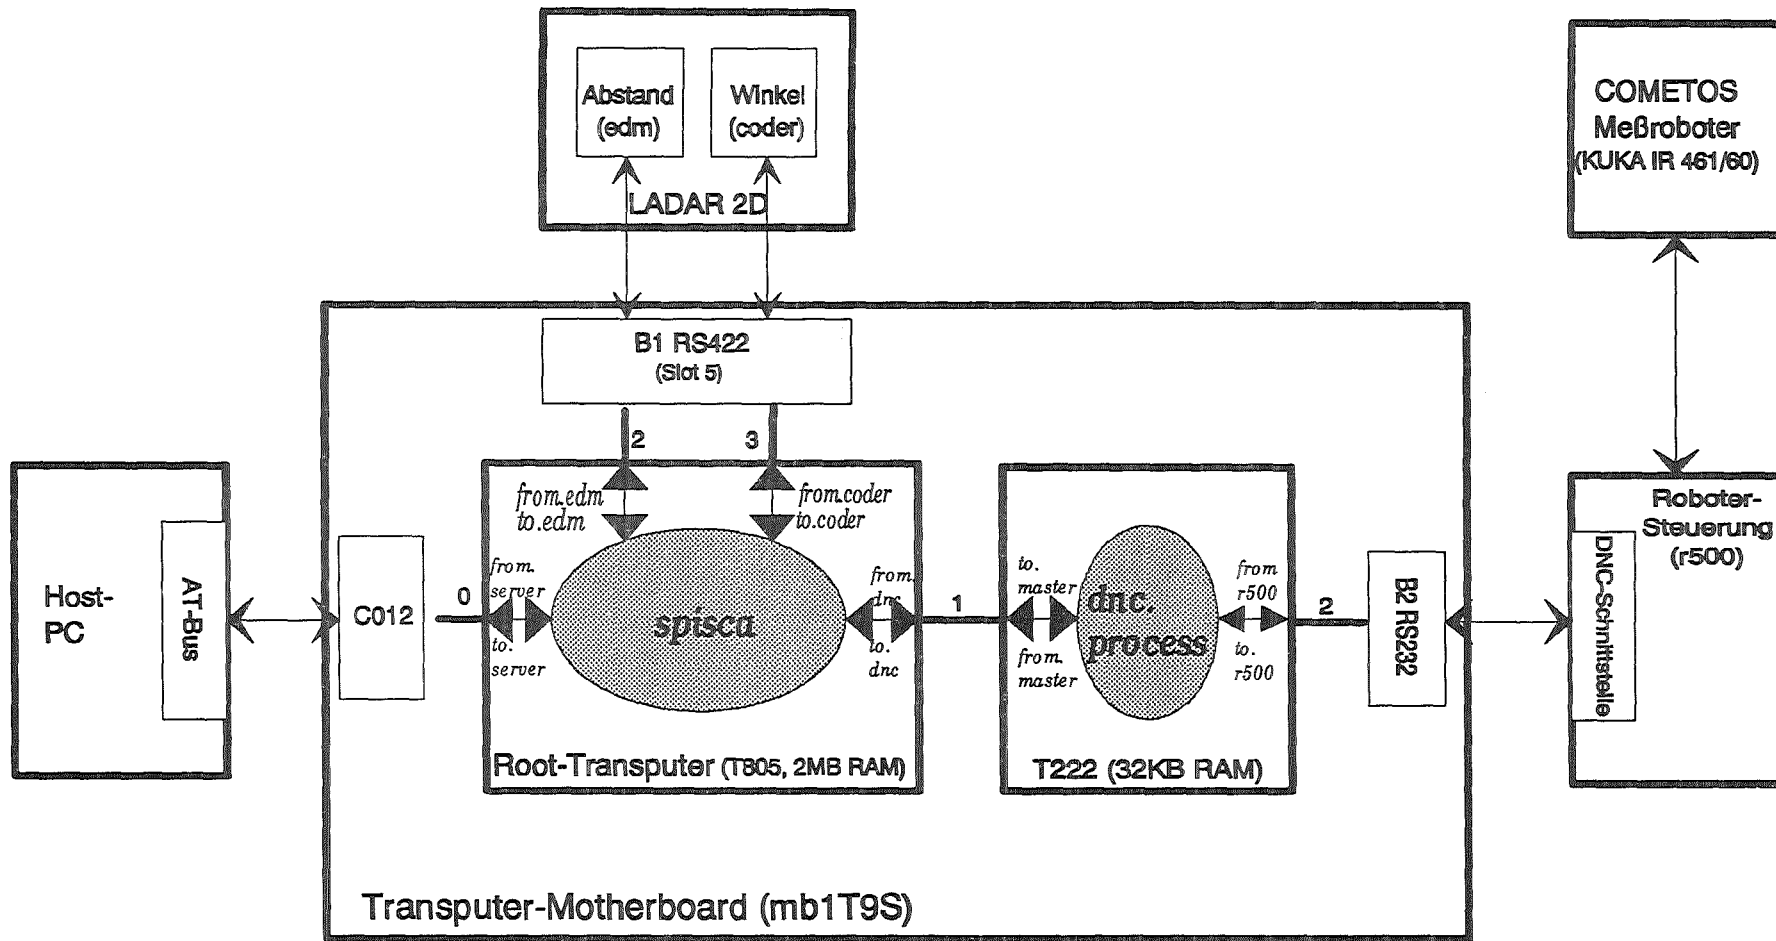 Abstand
(edm)
Winkel
(coder)
LADAR 2D
COMETOS
Meßroboter
(KUKA IR 461/60)
B1 RS422
(Slot 5)
2
3
from.edm
to.edm
from.coder
to.coder
Host-
PC
AT-Bus
C012
0
from.
server
to.
server
spisca
from.
dnc
to.
dnc
1
to.
master
from.
master
dnc.
process
from
r500
to.
r500
2
B2 RS232
DNC-Schnittstelle
Roboter-
Steuerung
(r500)
Root-Transputer (T805, 2MB RAM)
T222 (32KB RAM)
Transputer-Motherboard (mb1T9S)